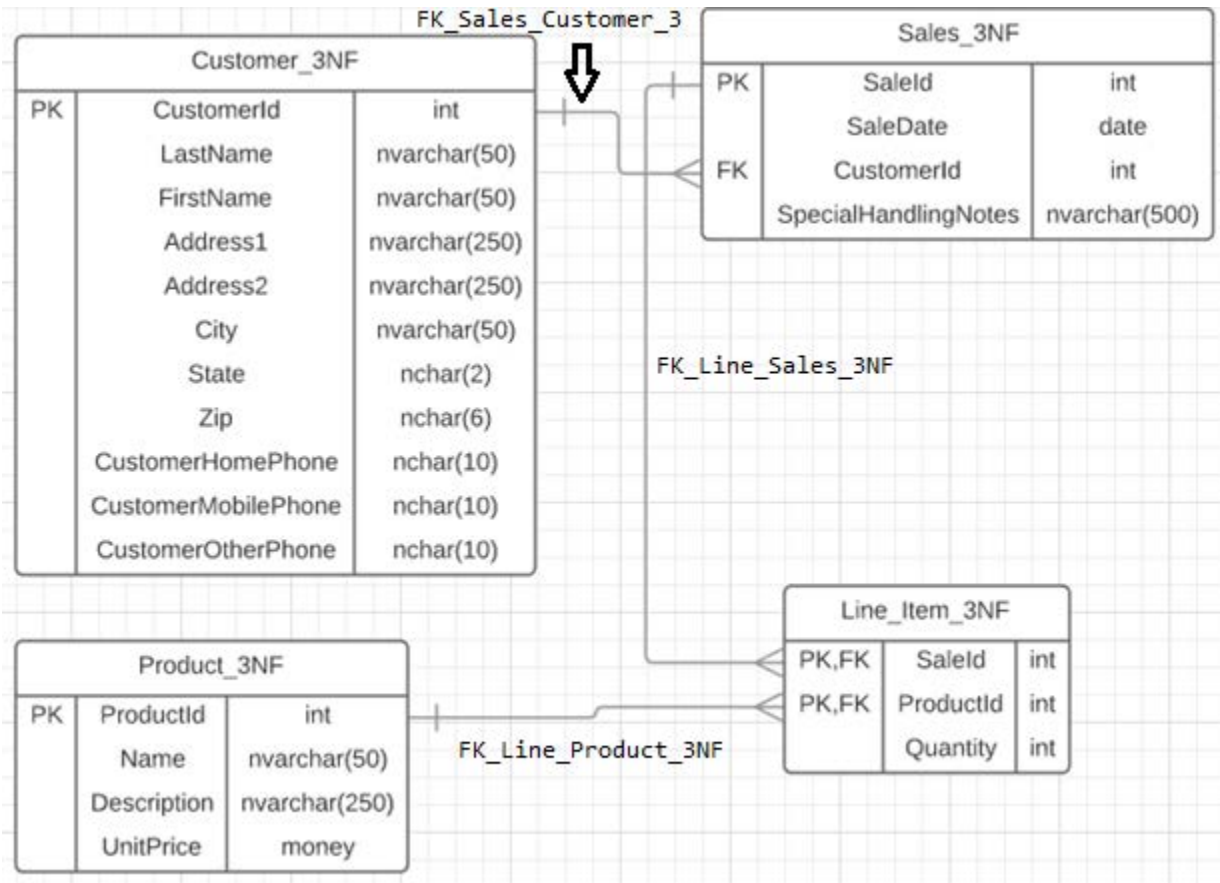 FK_Sales_Customer_3
Customer_3NF
PK CustomerId int
LastName nvarchar(50)
FirstName nvarchar(50)
Address1 nvarchar(250)
Address2 nvarchar(250)
City nvarchar(50)
State nchar(2)
Zip nchar(6)
CustomerHomePhone nchar(10)
CustomerMobilePhone nchar(10)
CustomerOtherPhone nchar(10)
Sales_3NF
PK SaleId int
SaleDate date
FK CustomerId int
SpecialHandlingNotes nvarchar(500)
FK_Line_Sales_3NF
Product_3NF
PK ProductId int
Name nvarchar(50)
Description nvarchar(250)
UnitPrice money
FK_Line_Product_3NF
Line_Item_3NF
PK,FK SaleId int
PK,FK ProductId int
Quantity int